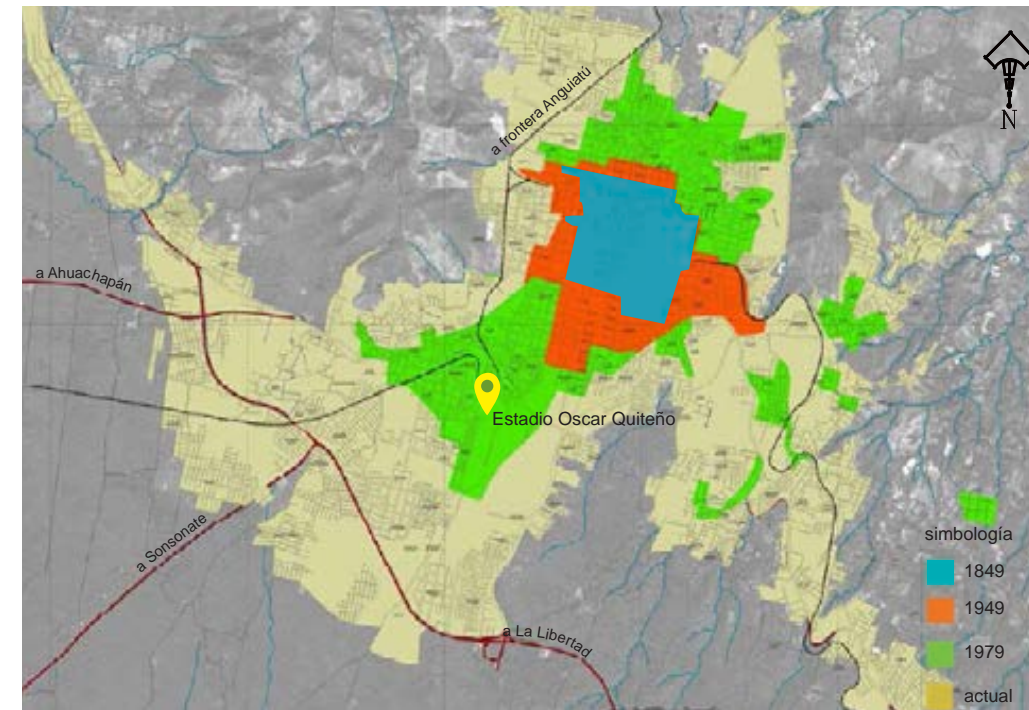 a frontera Anguiatú
N
a Ahuachapán
Estadio Oscar Quiteño
a Sonsonate
a La Libertad
simbología
1849
1949
1979
actual